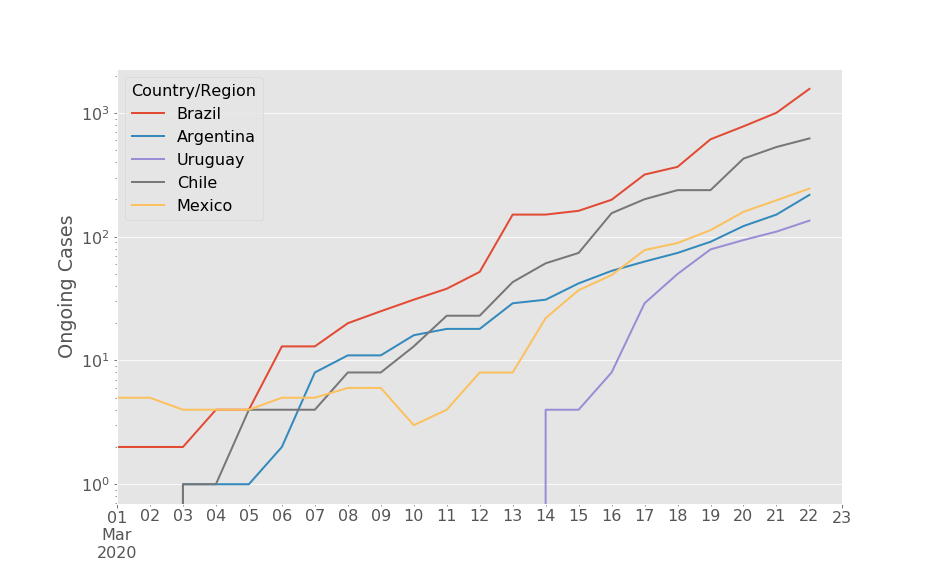 Country/Region
Brazil
Argentina
Uruguay
Chile
Mexico
Ongoing Cases
10³
10²
10¹
10⁰
01 02 03 04 05 06 07 08 09 10 11 12 13 14 15 16 17 18 19 20 21 22 23
Mar
2020